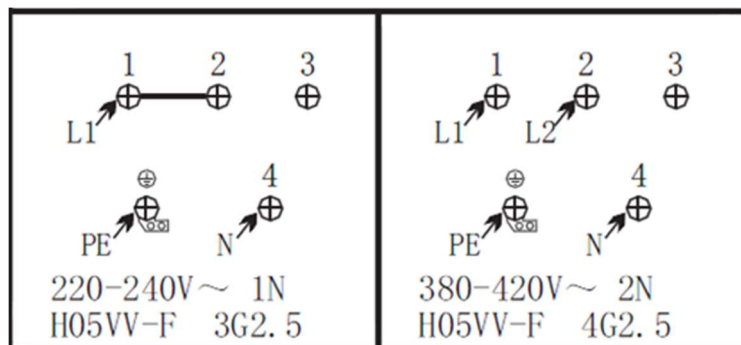 1 2 3
L1
4
PE N
220-240V～ 1N
H05VV-F 3G2.5
1 2 3
L1 L2
4
PE N
380-420V～ 2N
H05VV-F 4G2.5